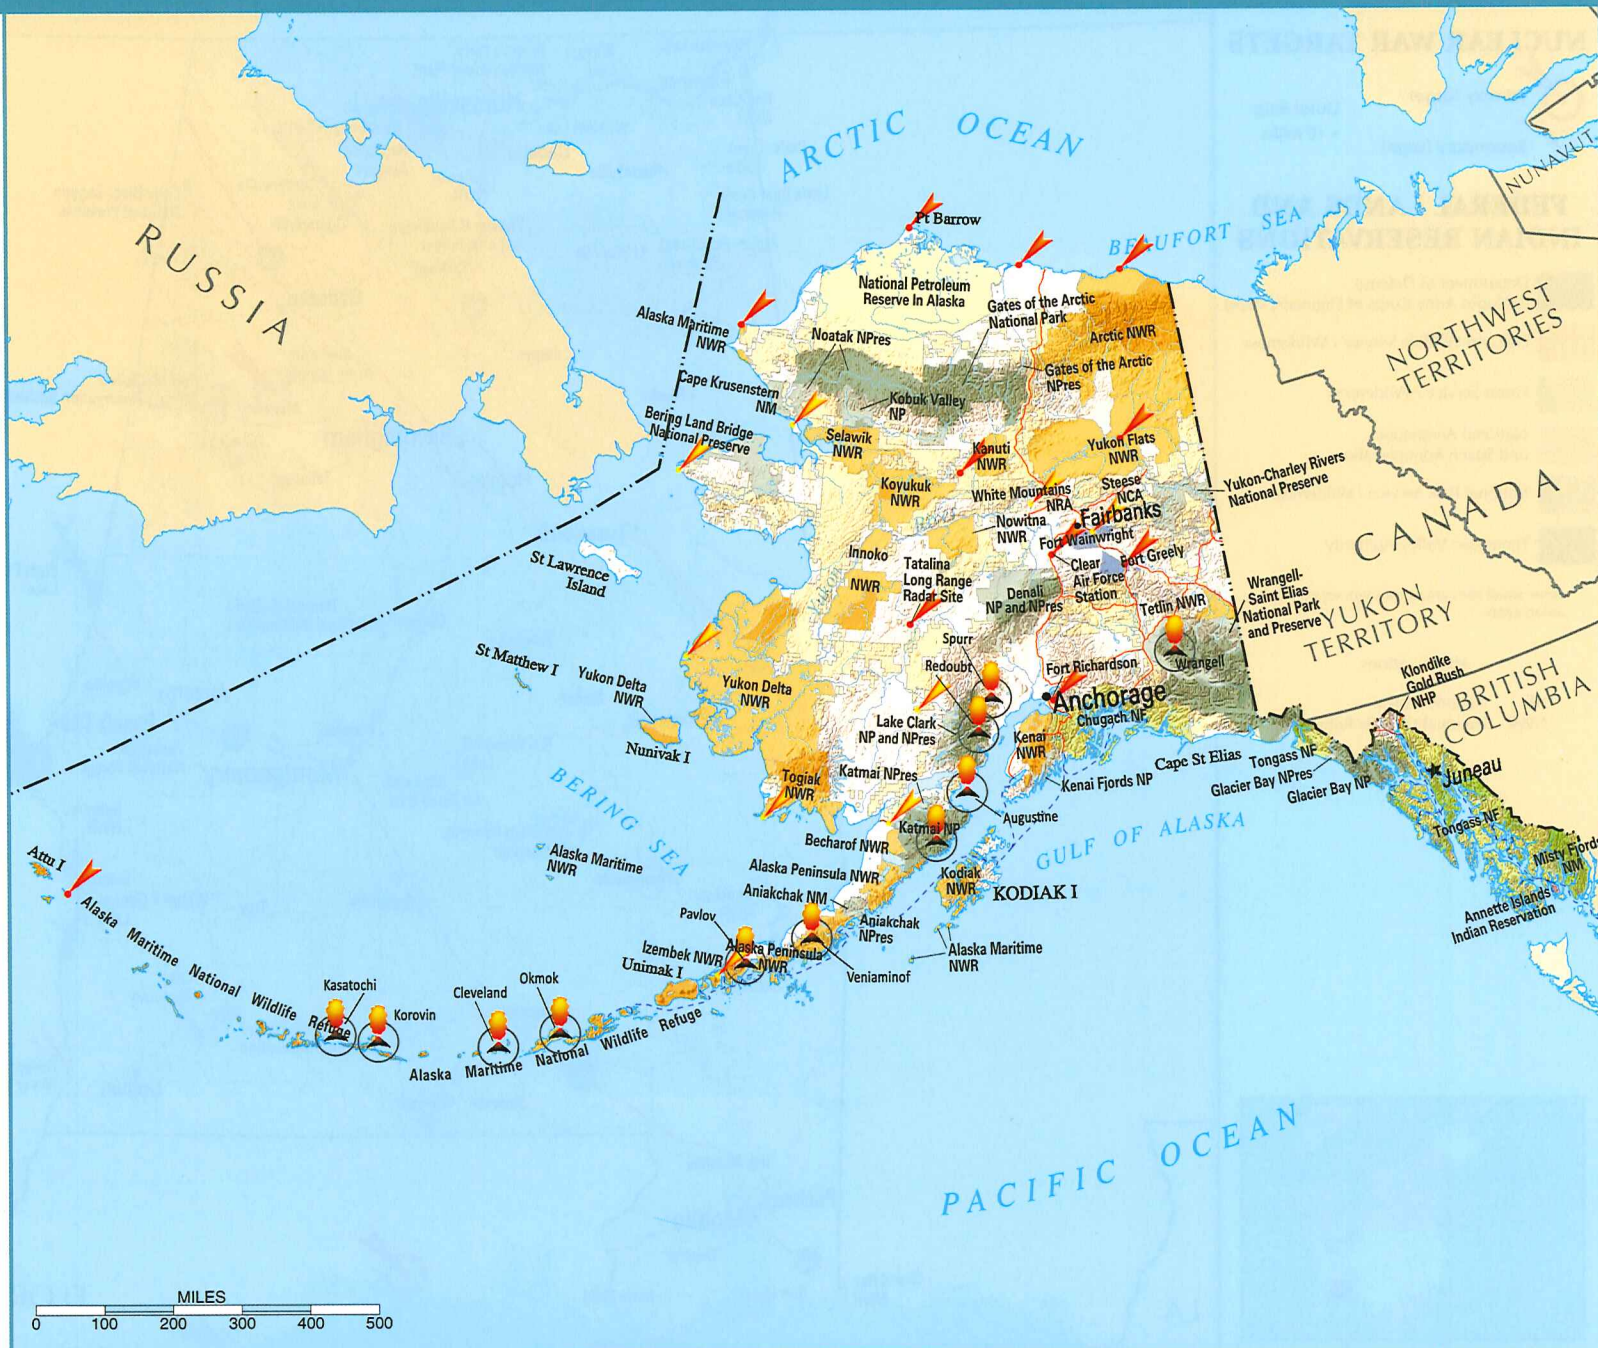 ARCTIC OCEAN
RUSSIA
NUNAVUT
Pt Barrow
BEAUFORT SEA
National Petroleum
Reserve In Alaska
Gates of the Arctic
National Park
NORTHWEST
TERRITORIES
Alaska Maritime
NWR
Noatak NPres
Arctic NWR
Gates of the Arctic
NPres
Cape Krusenstern
NM
Kobuk Valley
NP
Bering Land Bridge
National Preserve
Selawik
NWR
Kanuti
NWR
Yukon Flats
NWR
Koyukuk
NWR
White Mountains
NRA
Steese
NCA
Yukon-Charley Rivers
National Preserve
CANADA
Nowitna
NWR
Fairbanks
Fort Wainwright
St Lawrence
Island
Innoko
NWR
Tatalina
Long Range
Radar Site
Clear
Air Force
Station
Fort Greely
Denali
NP and NPres
Tetlin NWR
Wrangell-
Saint Elias
National Park
and Preserve
YUKON
TERRITORY
Yukon
Spurr
Redoubt
Fort Richardson
Wrangell
St Matthew I
Yukon Delta
NWR
Yukon Delta
NWR
Anchorage
Klondike
Gold Rush
NHP
BRITISH
COLUMBIA
Nunivak I
Lake Clark
NP and NPres
Chugach NF
Kenai
NWR
Cape St Elias
Tongass NF
Glacier Bay NPres
Glacier Bay NP
Juneau
BERING SEA
Togiak
NWR
Katmai NPres
Kenai Fjords NP
Augustine
Katmai NP
GULF OF ALASKA
Tongass NF
Misty Fjords
NM
Attu I
Becharof NWR
Alaska Maritime
NWR
Alaska Peninsula NWR
Kodiak
NWR
KODIAK I
Aniakchak NM
Annette Islands
Indian Reservation
Pavlov
Aniakchak
NPres
Izembek NWR
Alaska Peninsula
NWR
Alaska Maritime
NWR
Unimak I
Veniaminof
Alaska Maritime National Wildlife Refuge
Kasatochi
Korovin
Cleveland
Okmok
Alaska Maritime National Wildlife Refuge
PACIFIC OCEAN
MILES
0 100 200 300 400 500